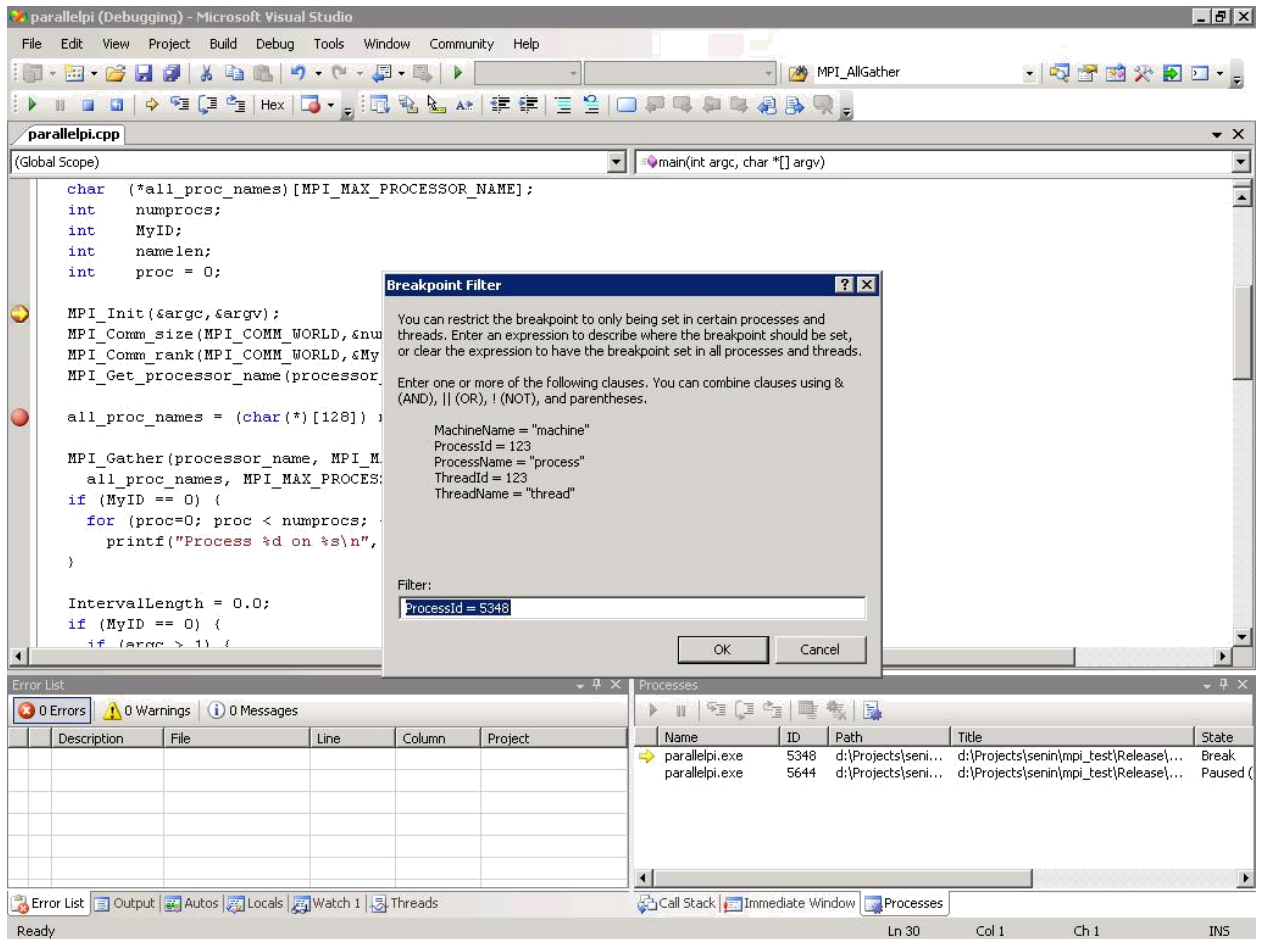 parallelpi (Debugging) - Microsoft Visual Studio
File Edit View Project Build Debug Tools Window Community Help
MPI_AllGather
Hex
parallelpi.cpp
(Global Scope)
main(int argc, char *[] argv)
char (*all_proc_names)[MPI_MAX_PROCESSOR_NAME];
int numprocs;
int MyID;
int namelen;
int proc = 0;
MPI_Init(&argc,&argv);
MPI_Comm_size(MPI_COMM_WORLD,&nu
MPI_Comm_rank(MPI_COMM_WORLD,&My
MPI_Get_processor_name(processor_
all_proc_names = (char(*)[128])
MPI_Gather(processor_name, MPI_M
all_proc_names, MPI_MAX_PROCES
if (MyID == 0) {
for (proc=0; proc < numprocs;
printf("Process %d on %s\n",
}
IntervalLength = 0.0;
if (MyID == 0) {
if (argc > 1) {
Breakpoint Filter
You can restrict the breakpoint to only being set in certain processes and
threads. Enter an expression to describe where the breakpoint should be set,
or clear the expression to have the breakpoint set in all processes and threads.
Enter one or more of the following clauses. You can combine clauses using &
(AND), || (OR), ! (NOT), and parentheses.
MachineName = "machine"
ProcessId = 123
ProcessName = "process"
ThreadId = 123
ThreadName = "thread"
Filter:
ProcessId = 5348
OK Cancel
Error List
0 Errors 0 Warnings 0 Messages
Description File Line Column Project
Processes
Name ID Path Title State
parallelpi.exe 5348 d:\Projects\seni... d:\Projects\senin\mpi_test\Release\... Break
parallelpi.exe 5644 d:\Projects\seni... d:\Projects\senin\mpi_test\Release\... Paused (
Error List Output Autos Locals Watch 1 Threads
Call Stack Immediate Window Processes
Ready Ln 30 Col 1 Ch 1 INS